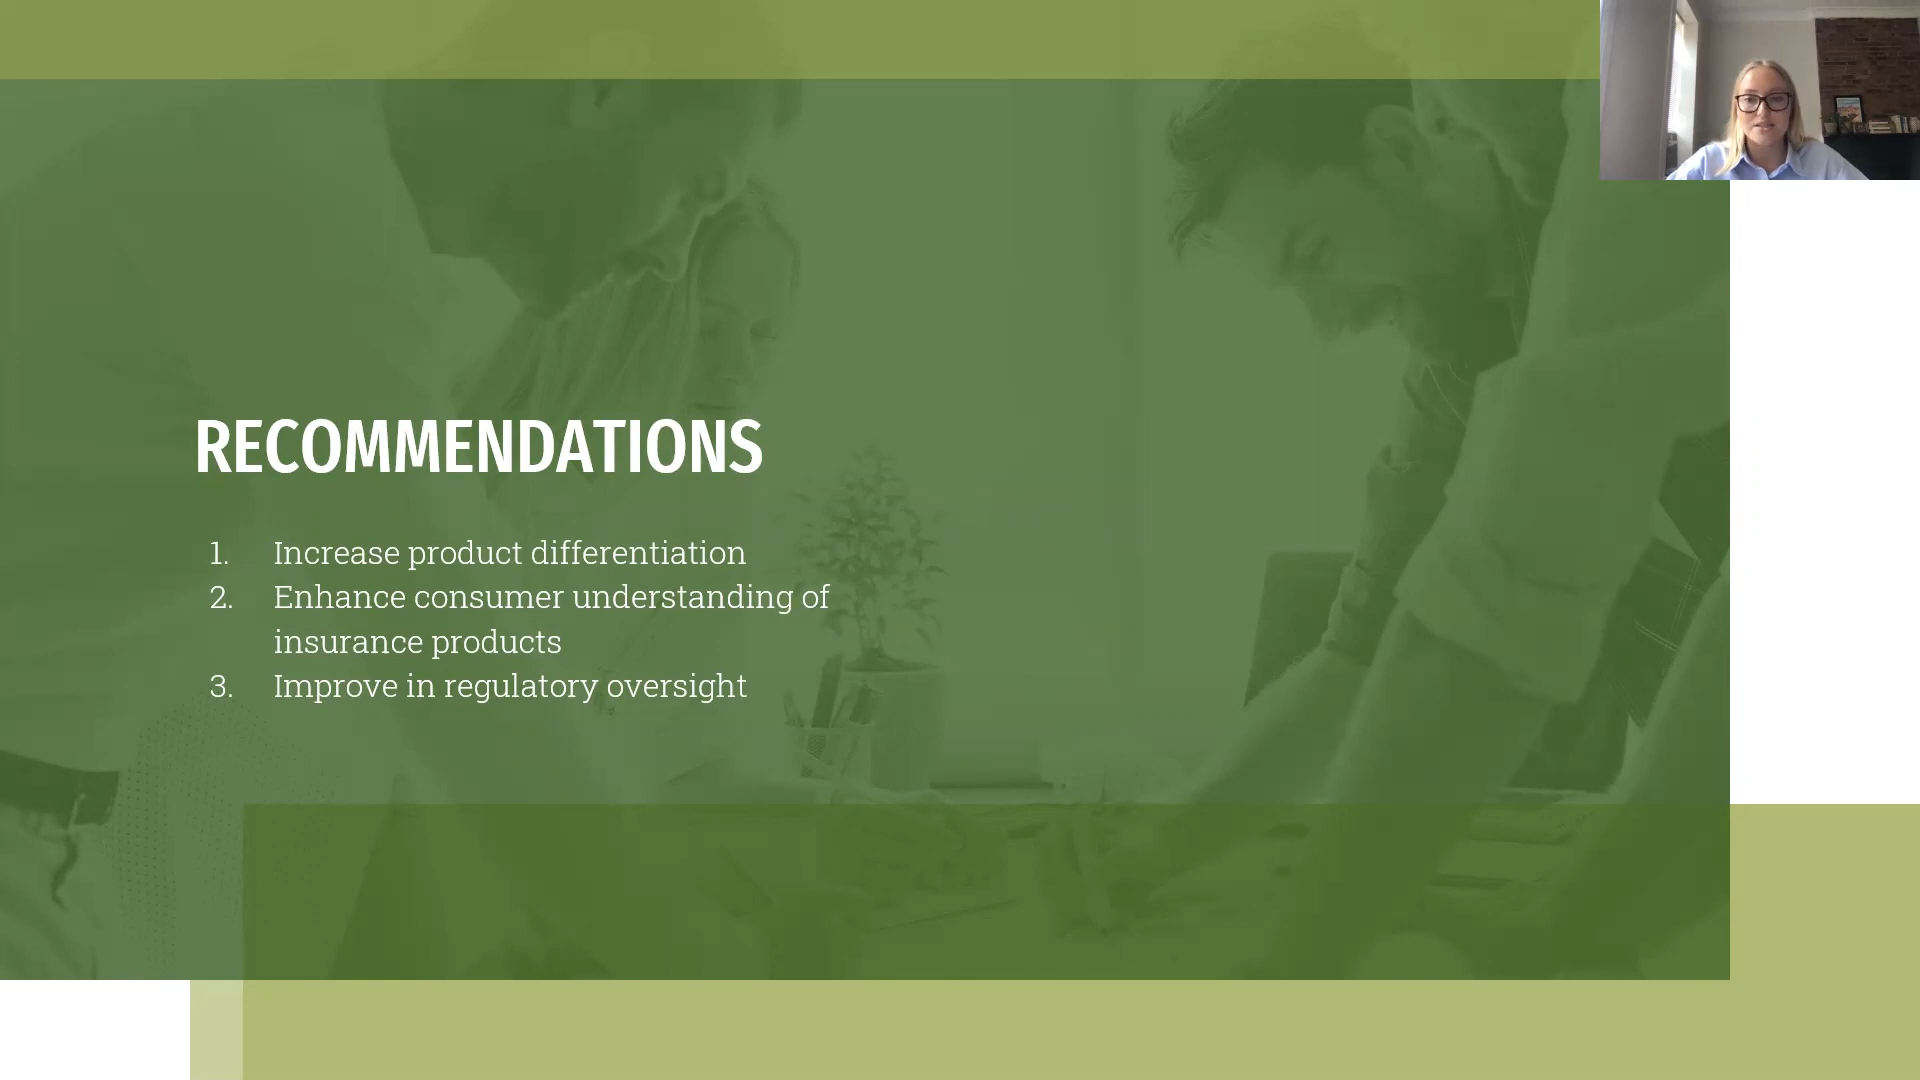 RECOMMENDATIONS
1. Increase product differentiation
2. Enhance consumer understanding of
insurance products
3. Improve in regulatory oversight